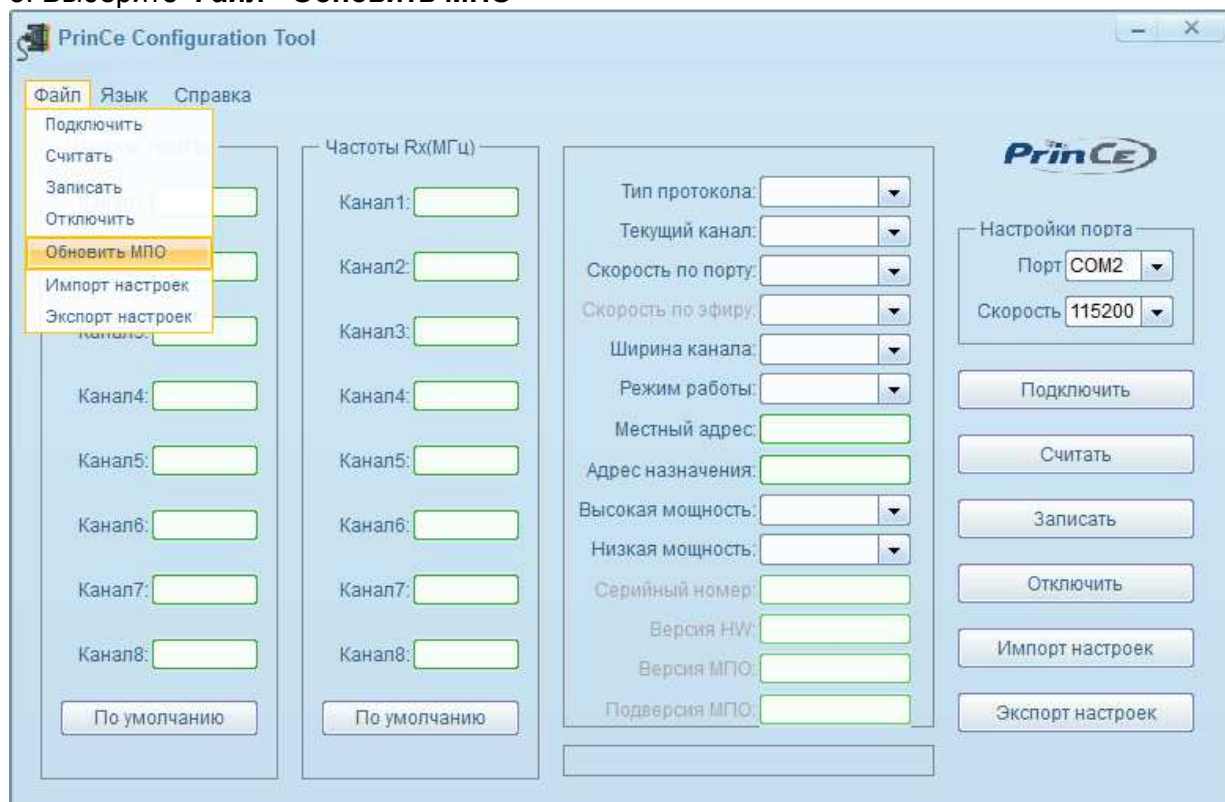 PrinCe Configuration Tool
Файл Язык Справка
Подключить
Считать
Записать
Отключить
Обновить МПО
Импорт настроек
Экспорт настроек
Канал4:
Канал5:
Канал6:
Канал7:
Канал8:
По умолчанию
Частоты Rx(МГц)
Канал1:
Канал2:
Канал3:
Канал4:
Канал5:
Канал6:
Канал7:
Канал8:
По умолчанию
Тип протокола:
Текущий канал:
Скорость по порту:
Скорость по эфиру:
Ширина канала:
Режим работы:
Местный адрес:
Адрес назначения:
Высокая мощность:
Низкая мощность:
Серийный номер:
Версия HW:
Версия МПО:
Подверсия МПО:
PrinCE
Настройки порта
Порт COM2
Скорость 115200
Подключить
Считать
Записать
Отключить
Импорт настроек
Экспорт настроек